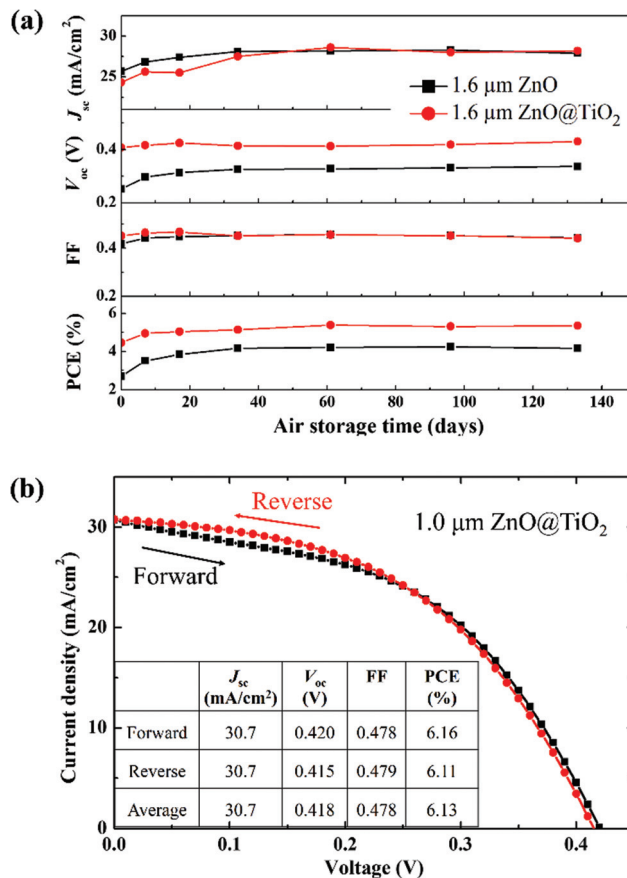 (a)
J_sc (mA/cm²)
30
25
1.6 μm ZnO
1.6 μm ZnO@TiO₂
V_oc (V)
0.4
0.2
FF
0.4
0.2
PCE (%)
6
4
2
0 20 40 60 80 100 120 140
Air storage time (days)
(b)
Current density (mA/cm²)
30
20
10
0
Reverse
Forward
1.0 μm ZnO@TiO₂
J_sc (mA/cm²) V_oc (V) FF PCE (%)
Forward 30.7 0.420 0.478 6.16
Reverse 30.7 0.415 0.479 6.11
Average 30.7 0.418 0.478 6.13
0.0 0.1 0.2 0.3 0.4
Voltage (V)